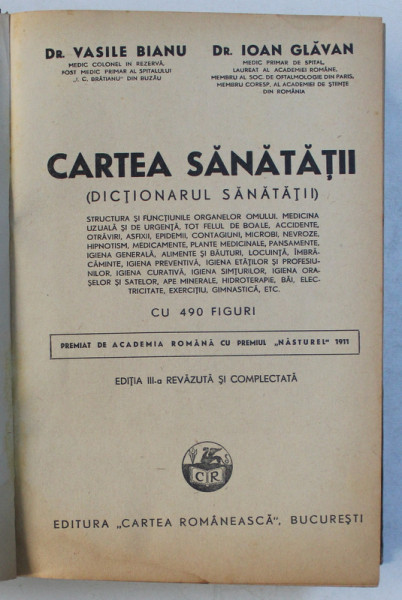 DR. VASILE BIANU
MEDIC COLONEL IN REZERVĂ,
FOST MEDIC PRIMAR AL SPITALULUI
„I. C. BRĂTIANU" DIN BUZĂU
DR. IOAN GLĂVAN
MEDIC PRIMAR DE SPITAL,
LAUREAT AL ACADEMIEI ROMÂNE,
MEMBRU AL SOC. DE OFTALMOLOGIE DIN PARIS,
MEMBRU CORESP. AL ACADEMIEI DE ȘTIINȚE
DIN ROMÂNIA
CARTEA SĂNĂTĂȚII
(DICȚIONARUL SĂNĂTĂȚII)
STRUCTURA ȘI FUNCȚIUNILE ORGANELOR OMULUI, MEDICINA
UZUALĂ ȘI DE URGENȚĂ, TOT FELUL DE BOALE, ACCIDENTE,
OTRĂVIRI, ASFIXII, EPIDEMII, CONTAGIUNI, MICROBI, NEVROZE,
HIPNOTISM, MEDICAMENTE, PLANTE MEDICINALE, PANSAMENTE,
IGIENA GENERALĂ, ALIMENTE ȘI BĂUTURI, LOCUINȚĂ, ÎMBRĂ-
CĂMINTE, IGIENA PREVENTIVĂ, IGIENA ETĂȚILOR ȘI PROFESIU-
NILOR, IGIENA CURATIVĂ, IGIENA SIMȚURILOR, IGIENA ORA-
ȘELOR ȘI SATELOR, APE MINERALE, HIDROTERAPIE, BĂI, ELEC-
TRICITATE, EXERCIȚIU, GIMNASTICĂ, ETC.
CU 490 FIGURI
PREMIAT DE ACADEMIA ROMÂNĂ CU PREMIUL „NĂSTUREL" 1911
EDIȚIA III-a REVĂZUTĂ ȘI COMPLECTATĂ
CR
EDITURA „CARTEA ROMÂNEASCĂ", BUCUREȘTI